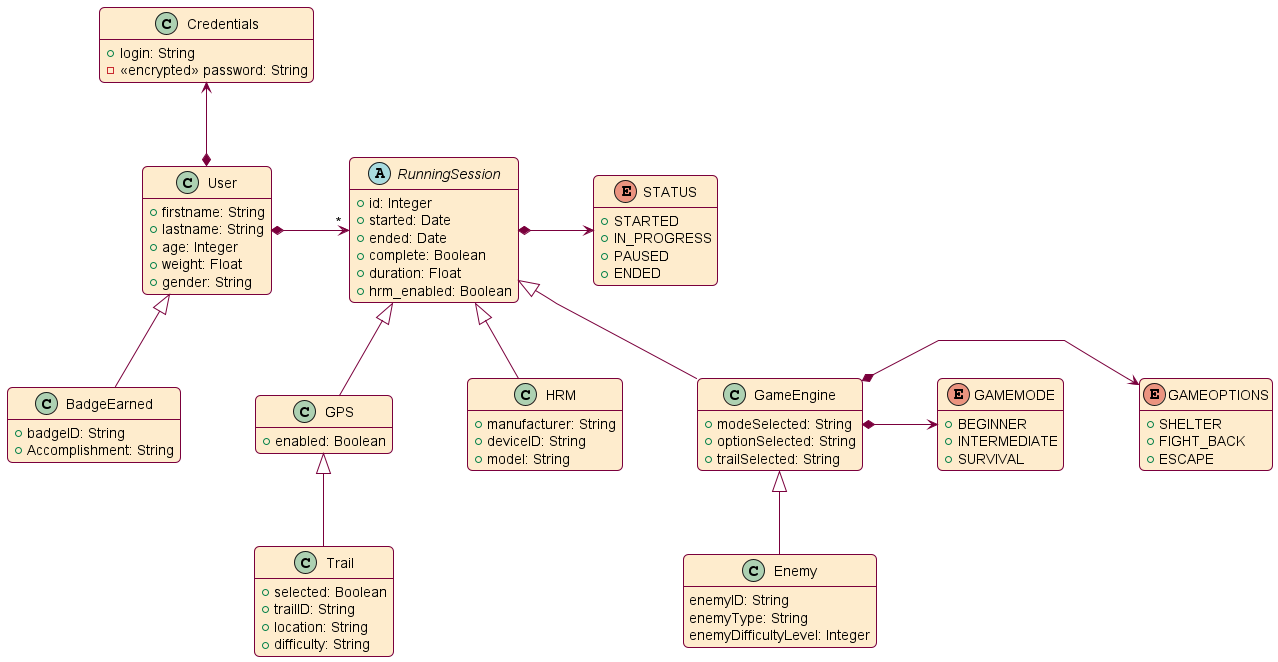 C Credentials
login: String
«encrypted» password: String
C User
firstname: String
lastname: String
age: Integer
weight: Float
gender: String
*
A RunningSession
id: Integer
started: Date
ended: Date
complete: Boolean
duration: Float
hrm_enabled: Boolean
E STATUS
STARTED
IN_PROGRESS
PAUSED
ENDED
C BadgeEarned
badgeID: String
Accomplishment: String
C GPS
enabled: Boolean
C HRM
manufacturer: String
deviceID: String
model: String
C GameEngine
modeSelected: String
optionSelected: String
trailSelected: String
E GAMEMODE
BEGINNER
INTERMEDIATE
SURVIVAL
E GAMEOPTIONS
SHELTER
FIGHT_BACK
ESCAPE
C Trail
selected: Boolean
trailID: String
location: String
difficulty: String
C Enemy
enemyID: String
enemyType: String
enemyDifficultyLevel: Integer